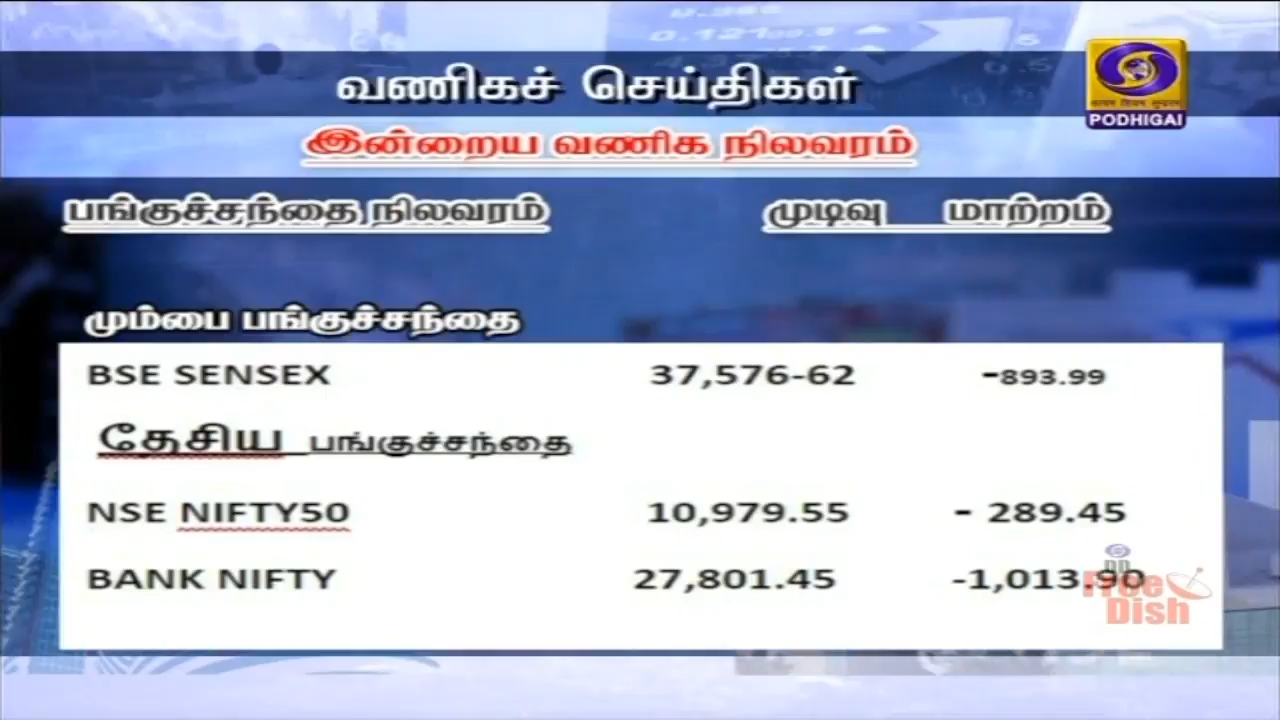 வணிகச் செய்திகள்
PODHIGAI
இன்றைய வணிக நிலவரம்
பங்குச்சந்தை நிலவரம் முடிவு மாற்றம்
மும்பை பங்குச்சந்தை
BSE SENSEX 37,576-62 -893.99
தேசிய பங்குச்சந்தை
NSE NIFTY50 10,979.55 - 289.45
BANK NIFTY 27,801.45 -1,013.90
DD
Free
Dish